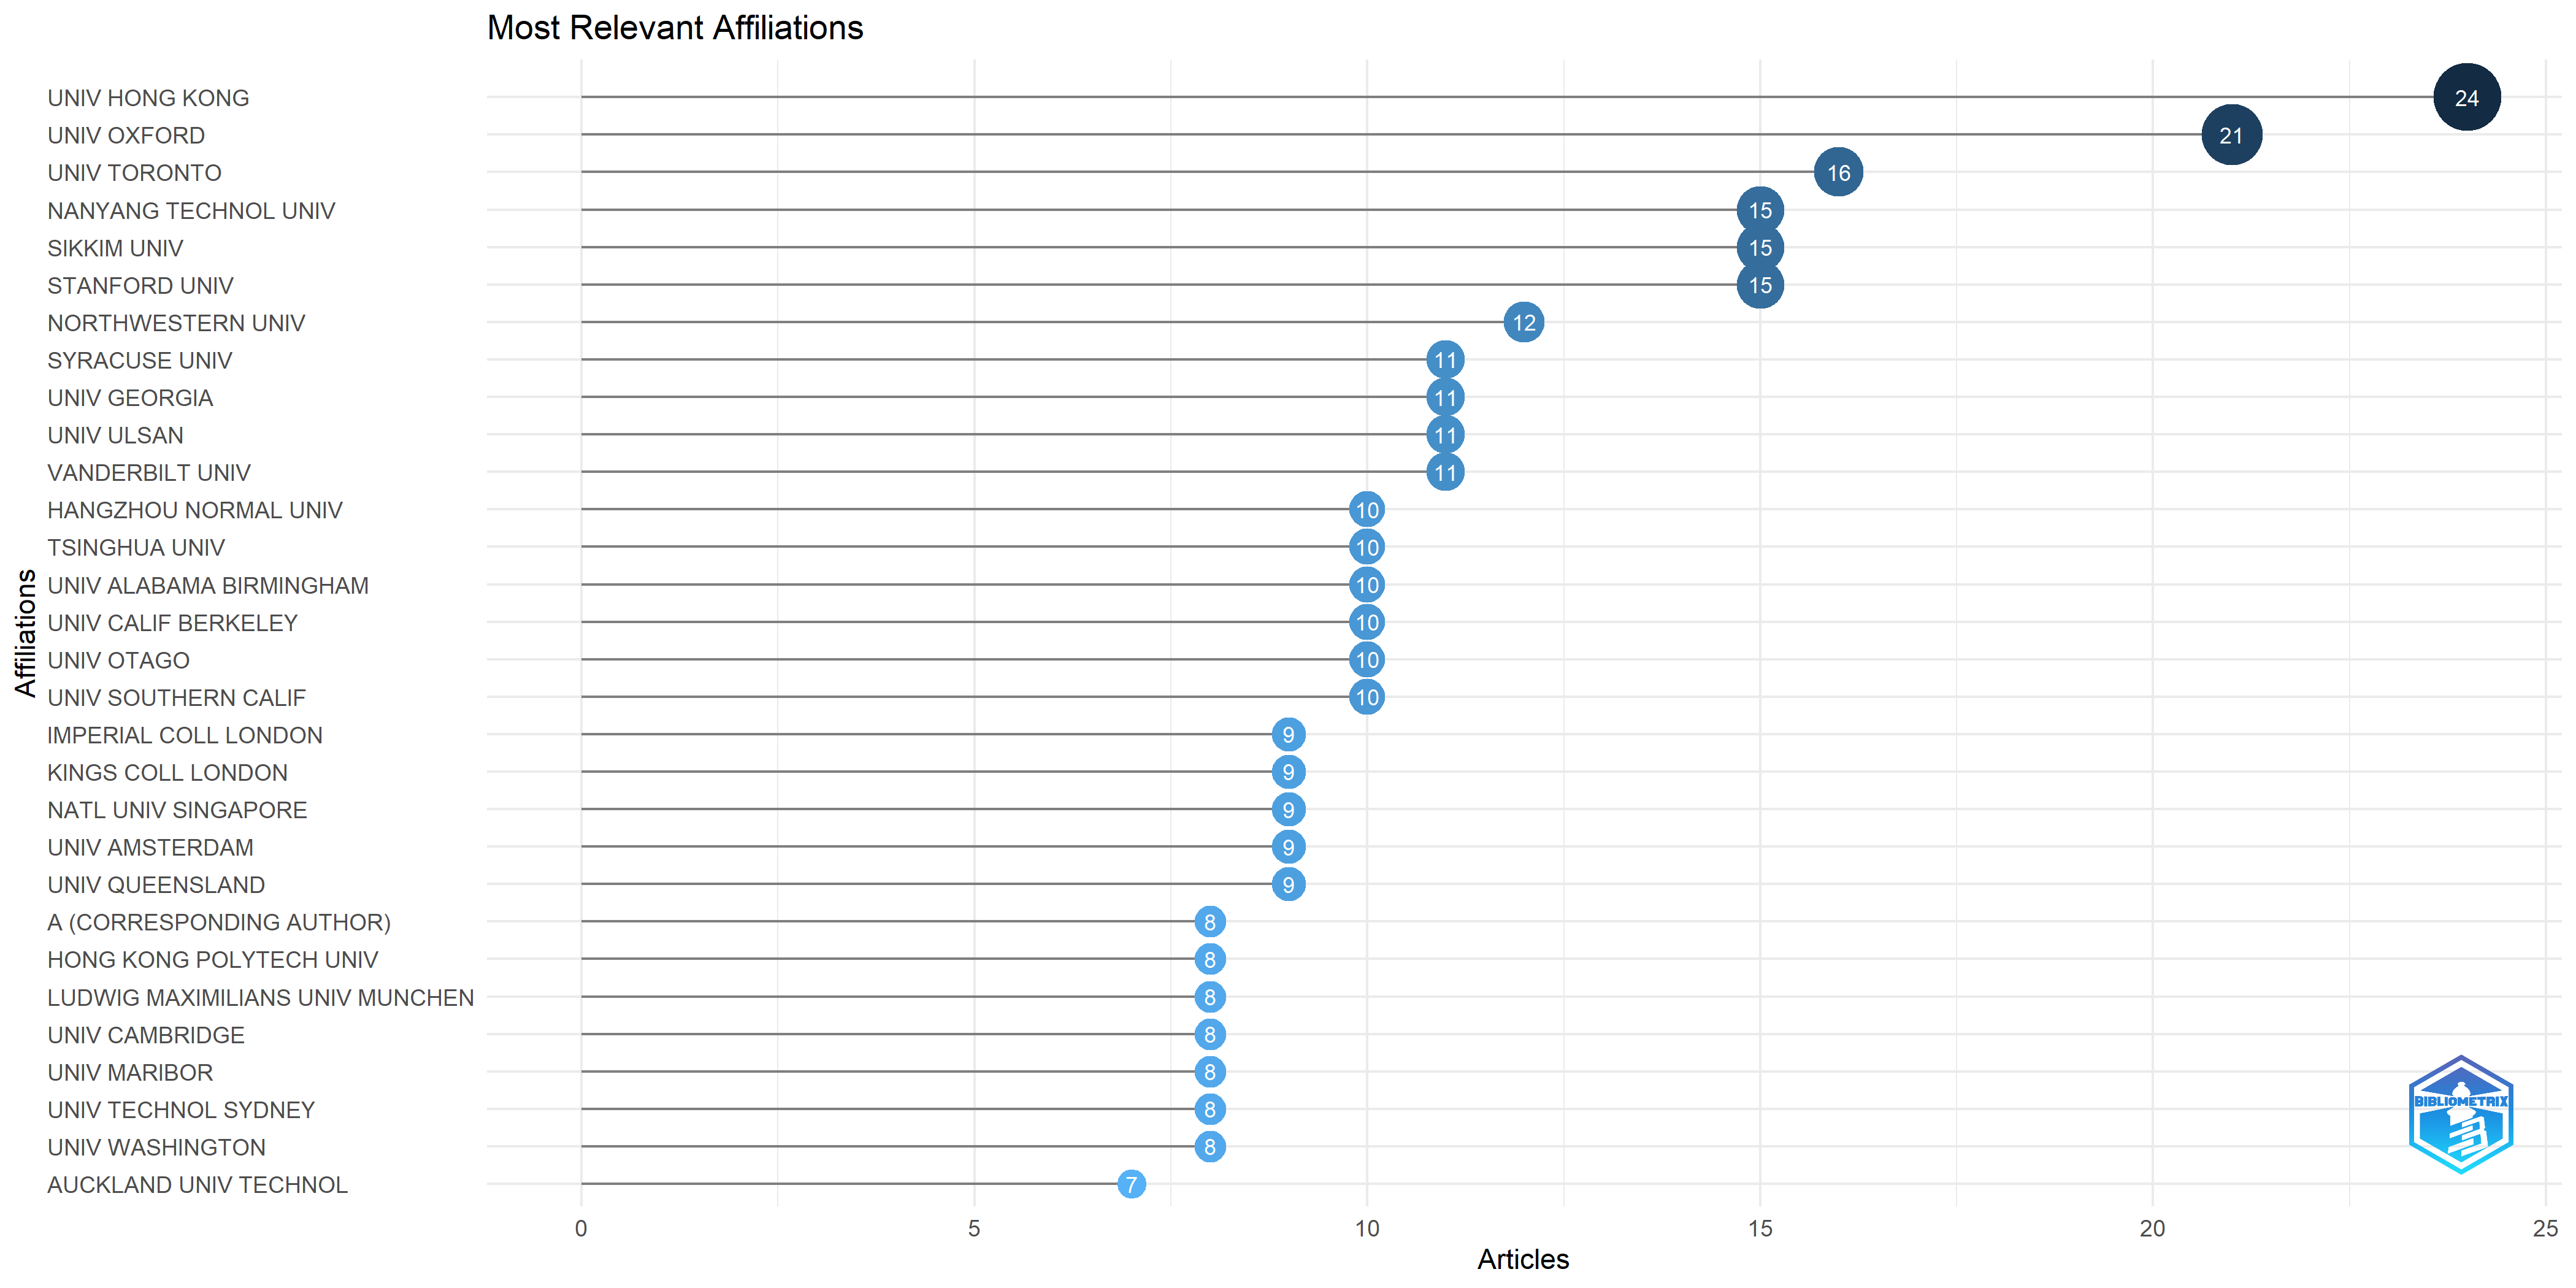 Most Relevant Affiliations
UNIV HONG KONG 24
UNIV OXFORD 21
UNIV TORONTO 16
NANYANG TECHNOL UNIV 15
SIKKIM UNIV 15
STANFORD UNIV 15
NORTHWESTERN UNIV 12
SYRACUSE UNIV 11
UNIV GEORGIA 11
UNIV ULSAN 11
VANDERBILT UNIV 11
HANGZHOU NORMAL UNIV 10
TSINGHUA UNIV 10
UNIV ALABAMA BIRMINGHAM 10
UNIV CALIF BERKELEY 10
UNIV OTAGO 10
UNIV SOUTHERN CALIF 10
IMPERIAL COLL LONDON 9
KINGS COLL LONDON 9
NATL UNIV SINGAPORE 9
UNIV AMSTERDAM 9
UNIV QUEENSLAND 9
A (CORRESPONDING AUTHOR) 8
HONG KONG POLYTECH UNIV 8
LUDWIG MAXIMILIANS UNIV MUNCHEN 8
UNIV CAMBRIDGE 8
UNIV MARIBOR 8
UNIV TECHNOL SYDNEY 8
UNIV WASHINGTON 8
AUCKLAND UNIV TECHNOL 7
Affiliations
BIBLIOMETRIX
0 5 10 15 20 25
Articles